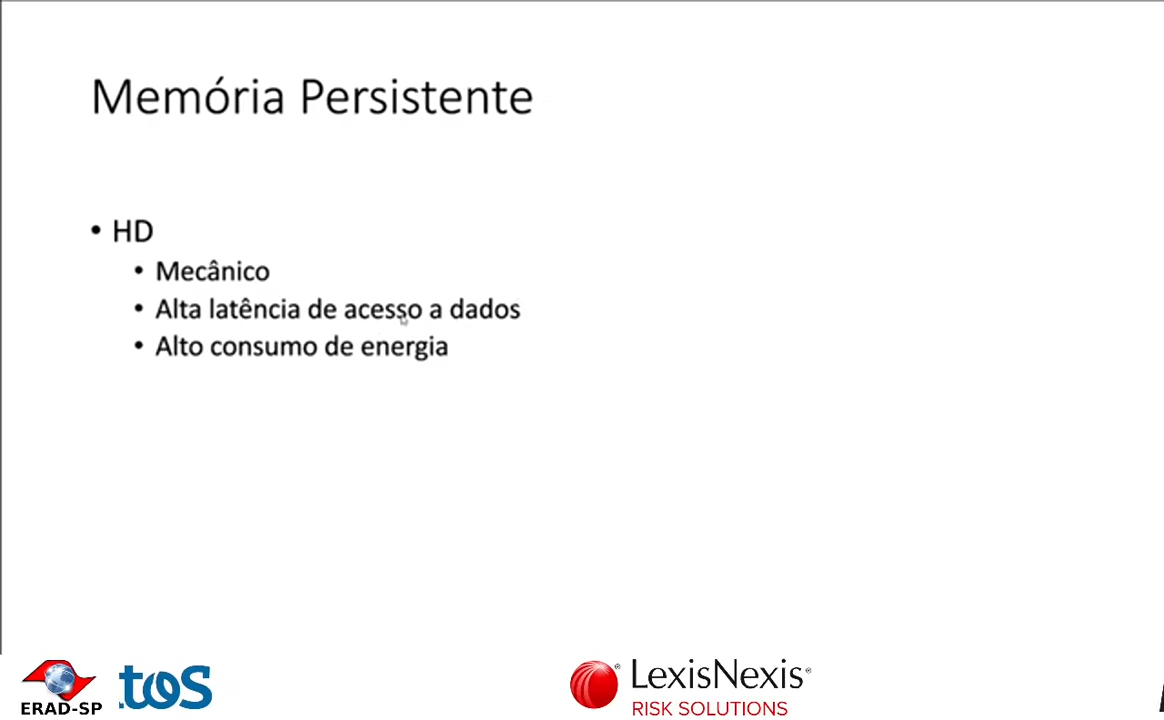 Memória Persistente
• HD
• Mecânico
• Alta latência de acesso a dados
• Alto consumo de energia
ERAD-SP
.tos
LexisNexis®
RISK SOLUTIONS